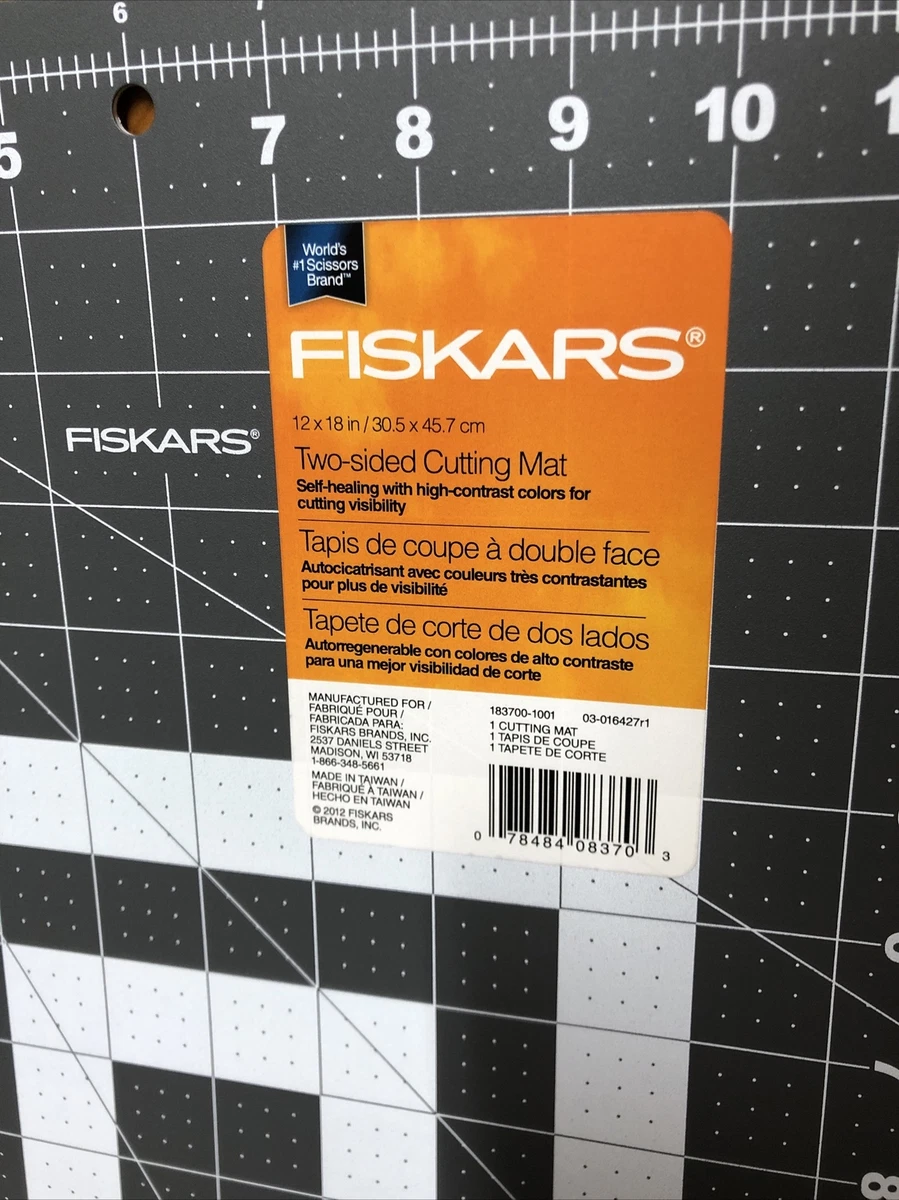 6
5 7 8 9 10
World's
#1 Scissors
Brand™
FISKARS®
FISKARS®
12 x 18 in / 30.5 x 45.7 cm
Two-sided Cutting Mat
Self-healing with high-contrast colors for
cutting visibility
Tapis de coupe à double face
Autocicatrisant avec couleurs très contrastantes
pour plus de visibilité
Tapete de corte de dos lados
Autorregenerable con colores de alto contraste
para una mejor visibilidad de corte
MANUFACTURED FOR /
FABRIQUÉ POUR /
FABRICADA PARA:
FISKARS BRANDS, INC.
2537 DANIELS STREET
MADISON, WI 53718
1-866-348-5661
MADE IN TAIWAN /
FABRIQUÉ À TAIWAN /
HECHO EN TAIWAN
© 2012 FISKARS
BRANDS, INC.
183700-1001 03-016427r1
1 CUTTING MAT
1 TAPIS DE COUPE
1 TAPETE DE CORTE
0 78484 08370 3
7
8